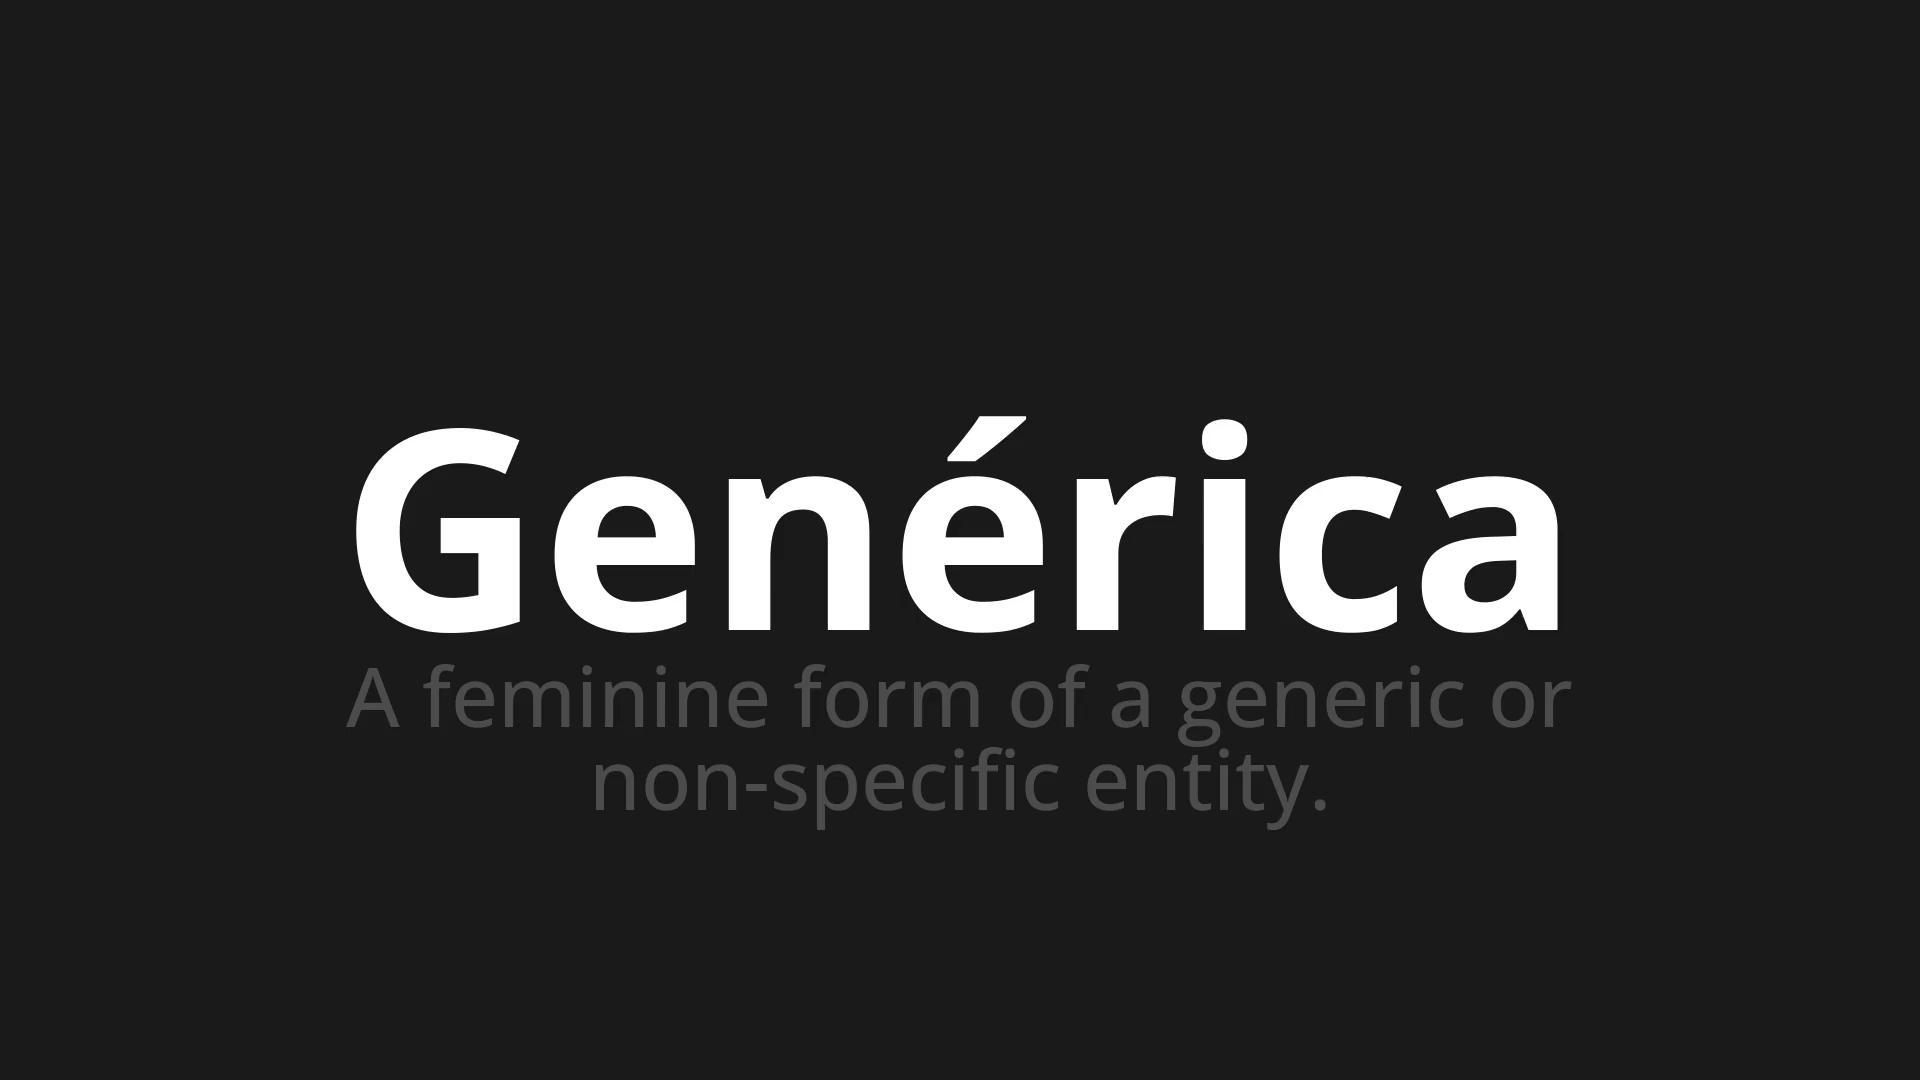 Genérica
A feminine form of a generic or
non-specific entity.